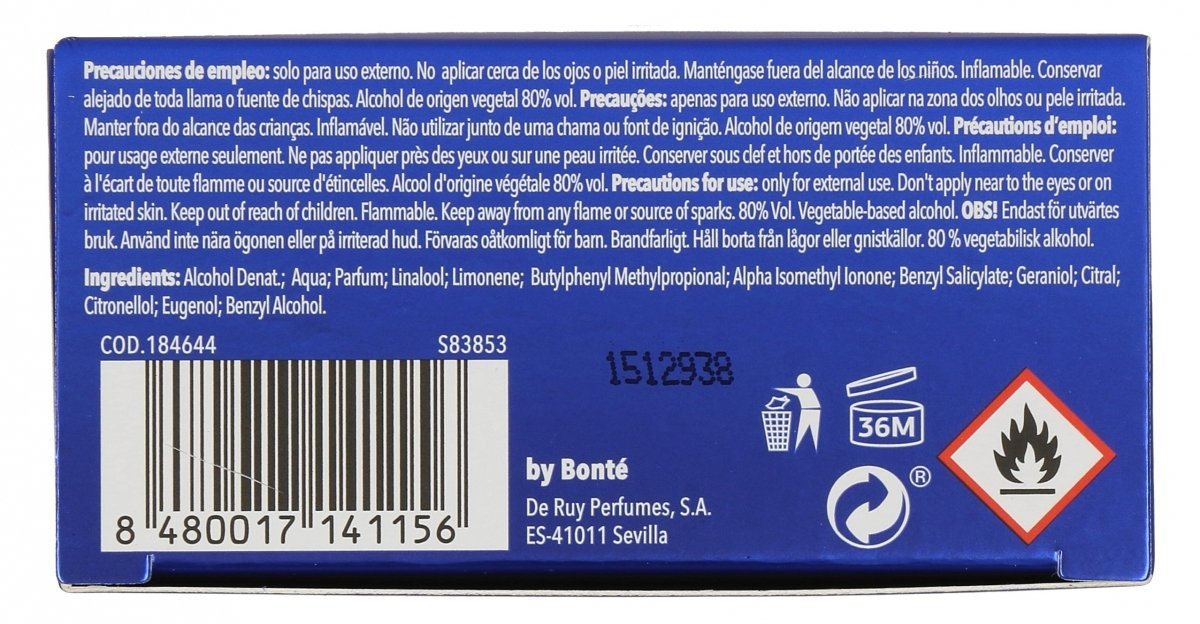 Precauciones de empleo: solo para uso externo. No aplicar cerca de los ojos o piel irritada. Manténgase fuera del alcance de los niños. Inflamable. Conservar
alejado de toda llama o fuente de chispas. Alcohol de origen vegetal 80% vol. Precauções: apenas para uso externo. Não aplicar na zona dos olhos ou pele irritada.
Manter fora do alcance das crianças. Inflamável. Não utilizar junto de uma chama ou font de ignição. Alcohol de origem vegetal 80% vol. Précautions d'emploi:
pour usage externe seulement. Ne pas appliquer près des yeux ou sur une peau irritée. Conserver sous clef et hors de portée des enfants. Inflammable. Conserver
à l'écart de toute flamme ou source d'étincelles. Alcool d'origine végétale 80% vol. Precautions for use: only for external use. Don't apply near to the eyes or on
irritated skin. Keep out of reach of children. Flammable. Keep away from any flame or source of sparks. 80% Vol. Vegetable-based alcohol. OBS! Endast för utvärtes
bruk. Använd inte nära ögonen eller på irriterad hud. Förvaras oåtkomligt för barn. Brandfarligt. Håll borta från lågor eller gnistkällor. 80 % vegetabilisk alkohol.
Ingredients: Alcohol Denat.; Aqua; Parfum; Linalool; Limonene; Butylphenyl Methylpropional; Alpha Isomethyl Ionone; Benzyl Salicylate; Geraniol; Citral;
Citronellol; Eugenol; Benzyl Alcohol.
COD.184644 S83853
1512938
36M
®
8 480017 141156
by Bonté
De Ruy Perfumes, S.A.
ES-41011 Sevilla